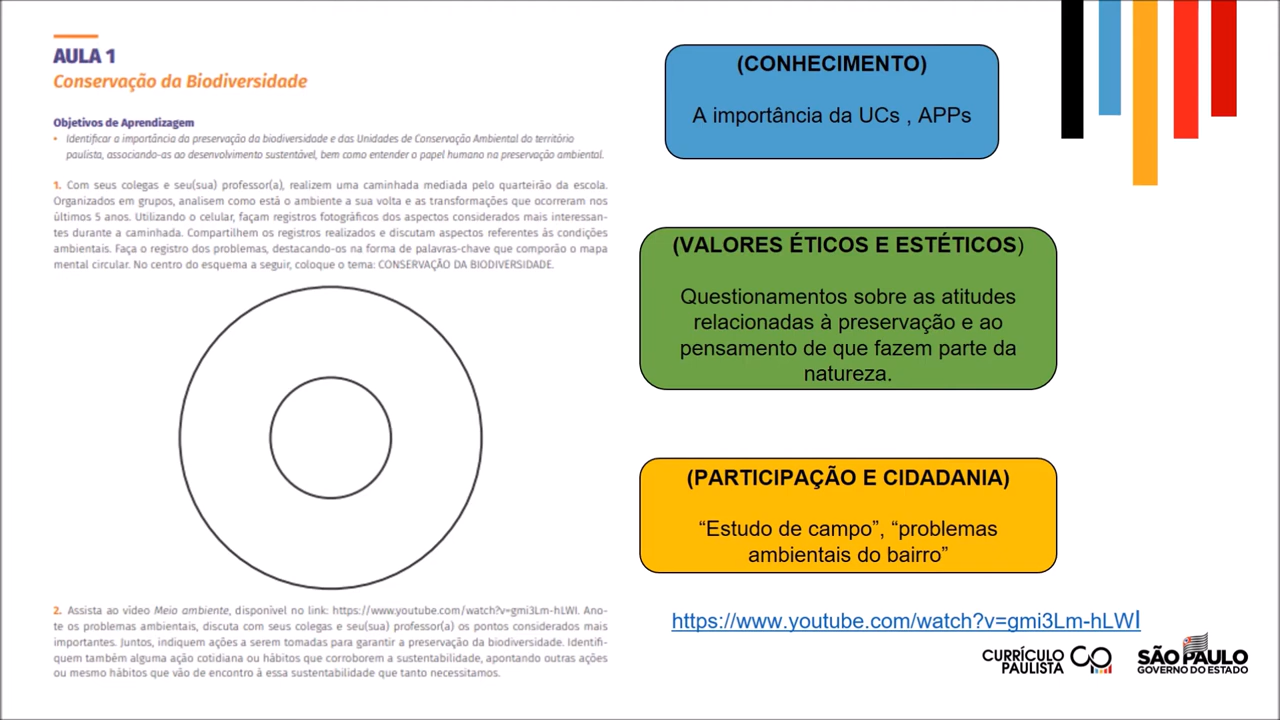 AULA 1
Conservação da Biodiversidade
Objetivos de Aprendizagem
• Identificar a importância da preservação da biodiversidade e das Unidades de Conservação Ambiental do território
paulista, associando-as ao desenvolvimento sustentável, bem como entender o papel humano na preservação ambiental.
1. Com seus colegas e seu(sua) professor(a), realizem uma caminhada mediada pelo quarteirão da escola.
Organizados em grupos, analisem como está o ambiente a sua volta e as transformações que ocorreram nos
últimos 5 anos. Utilizando o celular, façam registros fotográficos dos aspectos considerados mais interessan-
tes durante a caminhada. Compartilhem os registros realizados e discutam aspectos referentes às condições
ambientais. Faça o registro dos problemas, destacando-os na forma de palavras-chave que comporão o mapa
mental circular. No centro do esquema a seguir, coloque o tema: CONSERVAÇÃO DA BIODIVERSIDADE.
2. Assista ao vídeo Meio ambiente, disponível no link: https://www.youtube.com/watch?v=gmi3Lm-hLWI. Ano-
te os problemas ambientais, discuta com seus colegas e seu(sua) professor(a) os pontos considerados mais
importantes. Juntos, indiquem ações a serem tomadas para garantir a preservação da biodiversidade. Identifi-
quem também alguma ação cotidiana ou hábitos que corroborem a sustentabilidade, apontando outras ações
ou mesmo hábitos que vão de encontro à essa sustentabilidade que tanto necessitamos.
(CONHECIMENTO)
A importância da UCs , APPs
(VALORES ÉTICOS E ESTÉTICOS)
Questionamentos sobre as atitudes
relacionadas à preservação e ao
pensamento de que fazem parte da
natureza.
(PARTICIPAÇÃO E CIDADANIA)
“Estudo de campo”, “problemas
ambientais do bairro”
https://www.youtube.com/watch?v=gmi3Lm-hLWI
CURRÍCULO
PAULISTA
SÃO PAULO
GOVERNO DO ESTADO